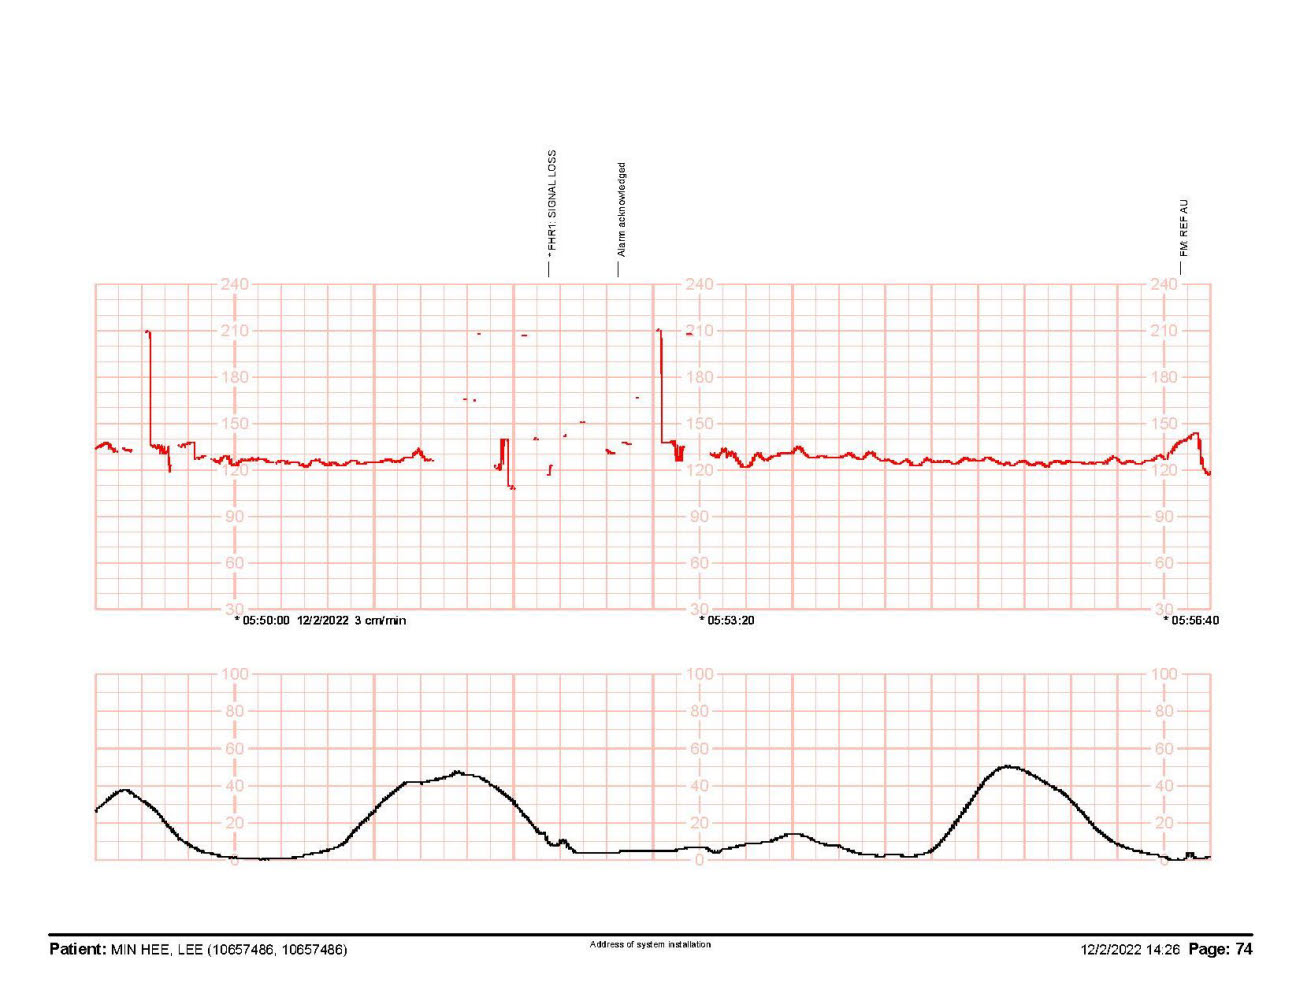 * FHR1: SIGNAL LOSS
Alarm acknowledged
FM: REF AU
240 240 240
210 210 210
180 180 180
150 150 150
120 120 120
90 90 90
60 60 60
30 30 30
* 05:50:00 12/2/2022 3 cm/min * 05:53:20 * 05:56:40
100 100 100
80 80 80
60 60 60
40 40 40
20 20 20
0 0 0
Patient: MIN HEE, LEE (10657486, 10657486) Address of system installation 12/2/2022 14:26 Page: 74